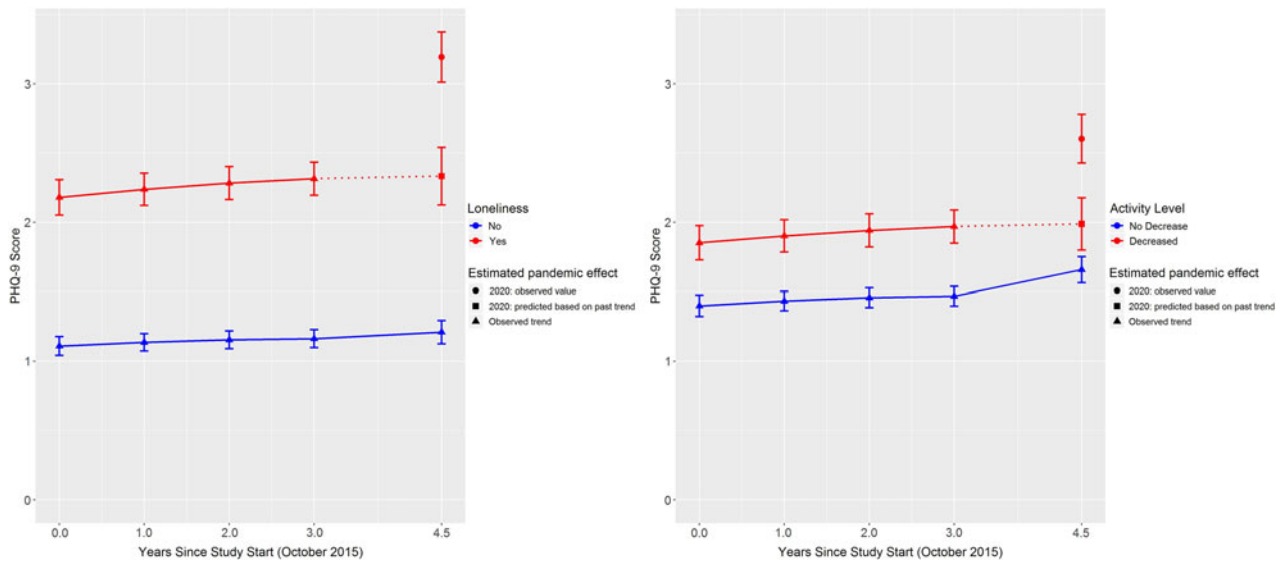 3
2
1
0
PHQ-9 Score
0.0 1.0 2.0 3.0 4.5
Years Since Study Start (October 2015)
Loneliness
No
Yes
Estimated pandemic effect
2020: observed value
2020: predicted based on past trend
Observed trend
3
2
1
0
PHQ-9 Score
0.0 1.0 2.0 3.0 4.5
Years Since Study Start (October 2015)
Activity Level
No Decrease
Decreased
Estimated pandemic effect
2020: observed value
2020: predicted based on past trend
Observed trend